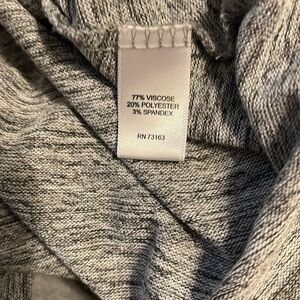 77% VISCOSE
20% POLYESTER
3% SPANDEX
RN 73163